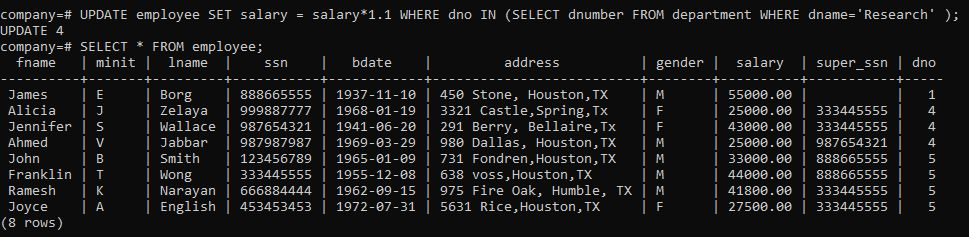 company=# UPDATE employee SET salary = salary*1.1 WHERE dno IN (SELECT dnumber FROM department WHERE dname='Research' );
UPDATE 4
company=# SELECT * FROM employee;
  fname   | minit |  lname  |    ssn    |   bdate    |         address         | gender |  salary  | super_ssn | dno
----------+-------+---------+-----------+------------+-------------------------+--------+----------+-----------+-----
 James    | E     | Borg    | 888665555 | 1937-11-10 | 450 Stone, Houston,TX   | M      | 55000.00 |           |   1
 Alicia   | J     | Zelaya  | 999887777 | 1968-01-19 | 3321 Castle,Spring,Tx   | F      | 25000.00 | 333445555 |   4
 Jennifer | S     | Wallace | 987654321 | 1941-06-20 | 291 Berry, Bellaire,Tx  | F      | 43000.00 | 333445555 |   4
 Ahmed    | V     | Jabbar  | 987987987 | 1969-03-29 | 980 Dallas, Houston,TX  | M      | 25000.00 | 987654321 |   4
 John     | B     | Smith   | 123456789 | 1965-01-09 | 731 Fondren,Houston,TX  | M      | 33000.00 | 888665555 |   5
 Franklin | T     | Wong    | 333445555 | 1955-12-08 | 638 voss,Houston,TX     | M      | 44000.00 | 888665555 |   5
 Ramesh   | K     | Narayan | 666884444 | 1962-09-15 | 975 Fire Oak, Humble, TX | M      | 41800.00 | 333445555 |   5
 Joyce    | A     | English | 453453453 | 1972-07-31 | 5631 Rice,Houston,Tx    | F      | 27500.00 | 333445555 |   5
(8 rows)